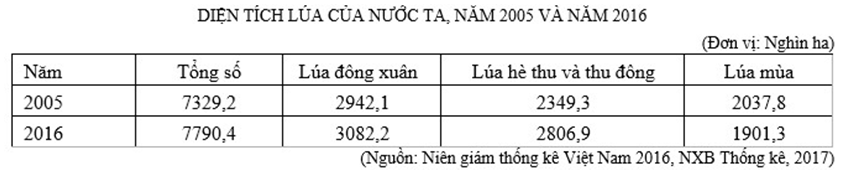 DIỆN TÍCH LÚA CỦA NƯỚC TA, NĂM 2005 VÀ NĂM 2016
(Đơn vị: Nghìn ha)
Năm Tổng số Lúa đông xuân Lúa hè thu và thu đông Lúa mùa
2005 7329,2 2942,1 2349,3 2037,8
2016 7790,4 3082,2 2806,9 1901,3
(Nguồn: Niên giám thống kê Việt Nam 2016, NXB Thống kê, 2017)